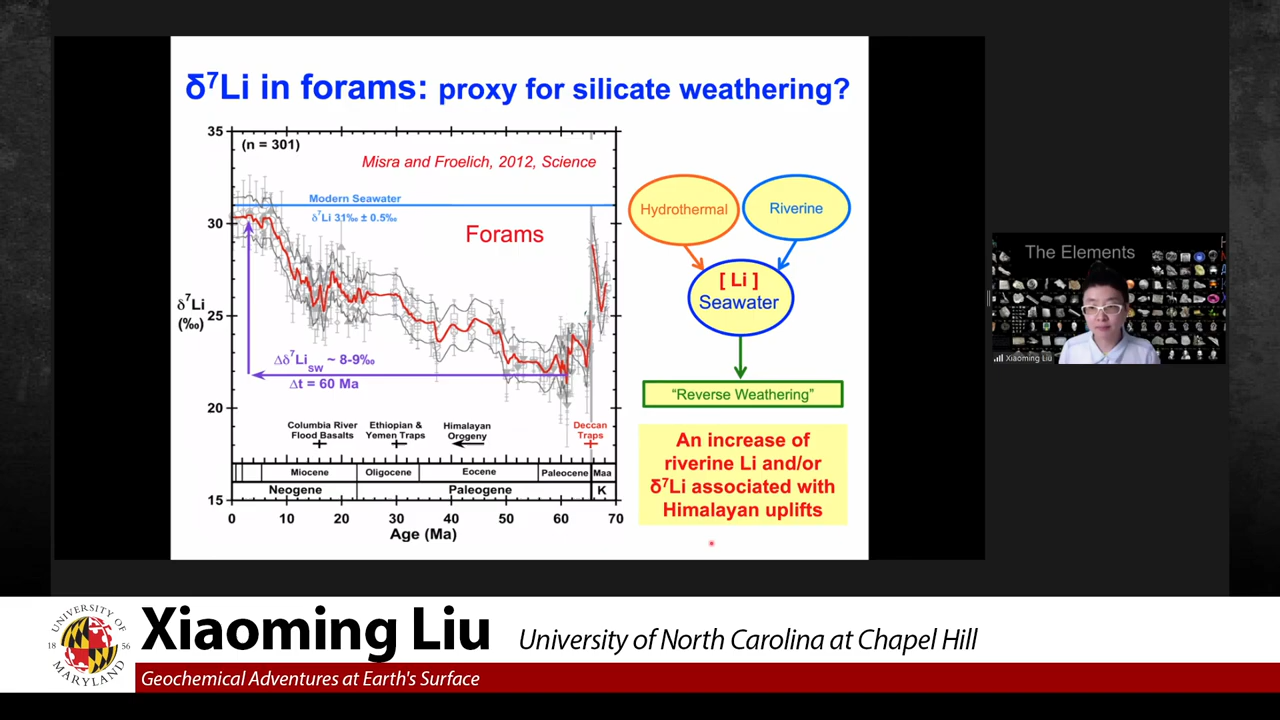 δ⁷Li in forams: proxy for silicate weathering?
35
(n = 301)
Misra and Froelich, 2012, Science
Modern Seawater
δ⁷Li 31‰ ± 0.5‰
30
Forams
δ⁷Li
(‰)
25
Δδ⁷Li SW ~ 8-9‰
Δt = 60 Ma
20
Columbia River
Flood Basalts
Ethiopian &
Yemen Traps
Himalayan
Orogeny
Deccan
Traps
Miocene Oligocene Eocene Paleocene Maa
Neogene Paleogene K
15
0 10 20 30 40 50 60 70
Age (Ma)
Hydrothermal
Riverine
[ Li ]
Seawater
“Reverse Weathering”
An increase of
riverine Li and/or
δ⁷Li associated with
Himalayan uplifts
The Elements
Xiaoming Liu
UNIVERSITY OF
18 56
MARYLAND
Xiaoming Liu University of North Carolina at Chapel Hill
Geochemical Adventures at Earth's Surface